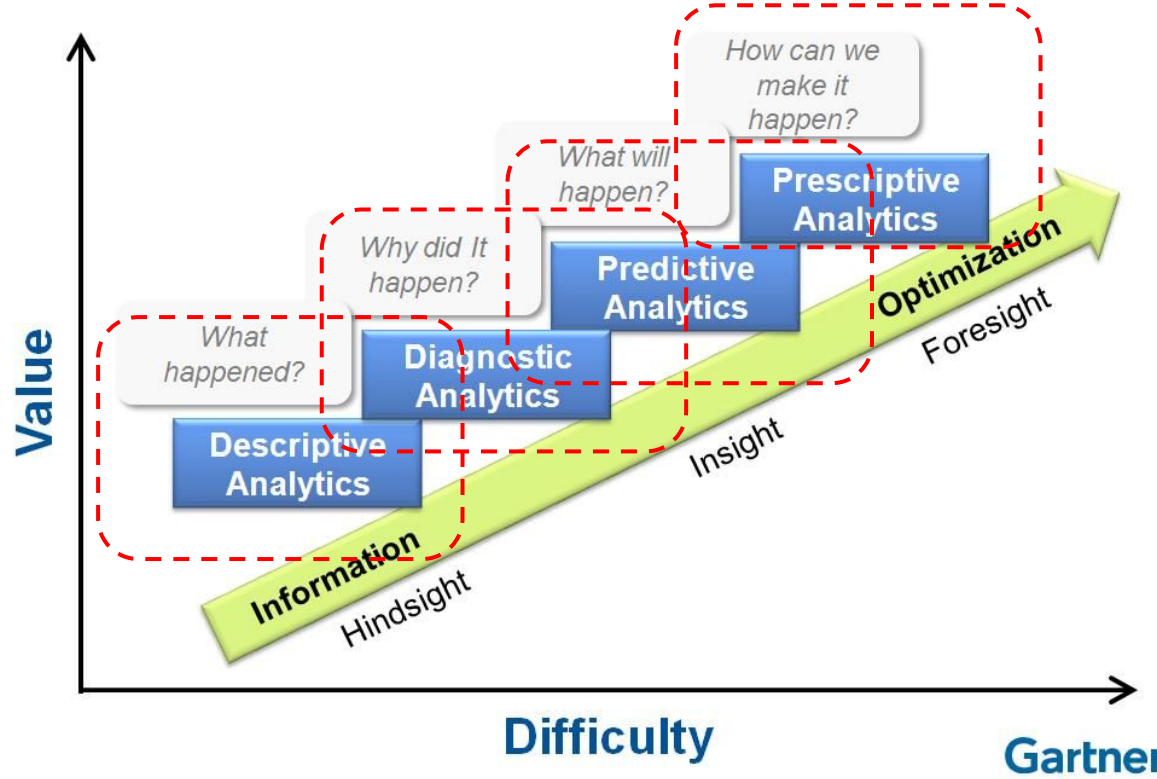 Value
How can we
make it
happen?
Prescriptive
Analytics
What will
happen?
Predictive
Analytics
Why did It
happen?
Diagnostic
Analytics
What
happened?
Descriptive
Analytics
Information
Optimization
Hindsight
Insight
Foresight
Difficulty
Gartner